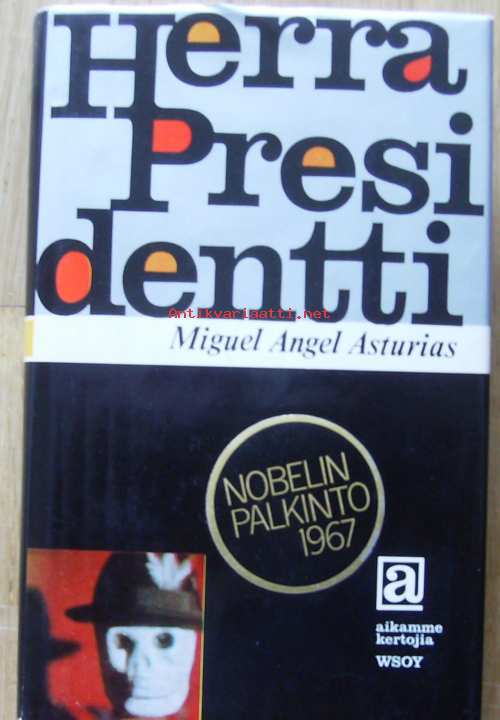 Herra
Presi
dentti
Antikvariaatti.net
Miguel Angel Asturias
NOBELIN
PALKINTO
1967
a
aikamme
kertojia
WSOY